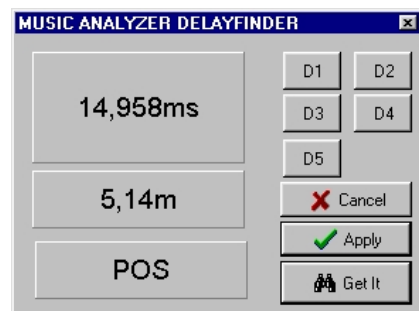 MUSIC ANALYZER DELAYFINDER
14,958ms
D1 D2
D3 D4
D5
5,14m
Cancel
Apply
POS
Get It